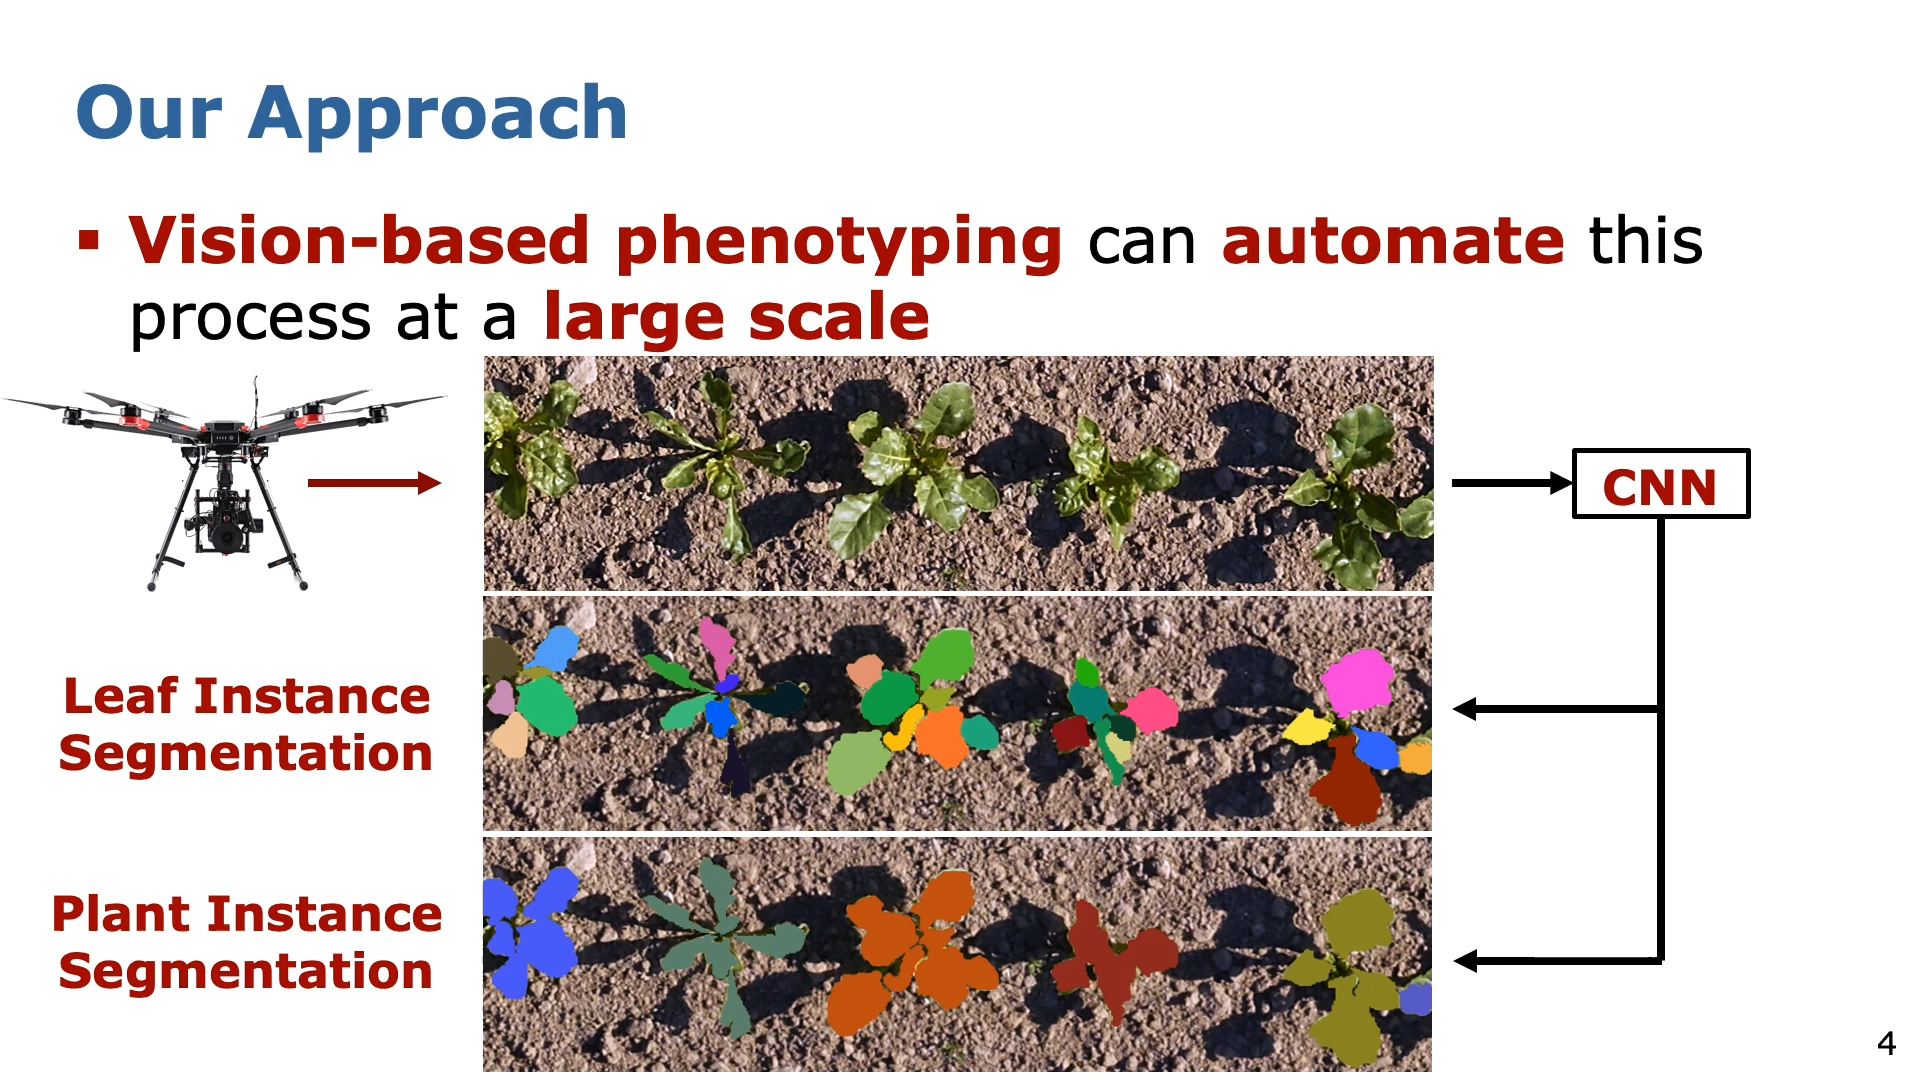 Our Approach
▪ Vision-based phenotyping can automate this
process at a large scale
CNN
Leaf Instance
Segmentation
Plant Instance
Segmentation
4